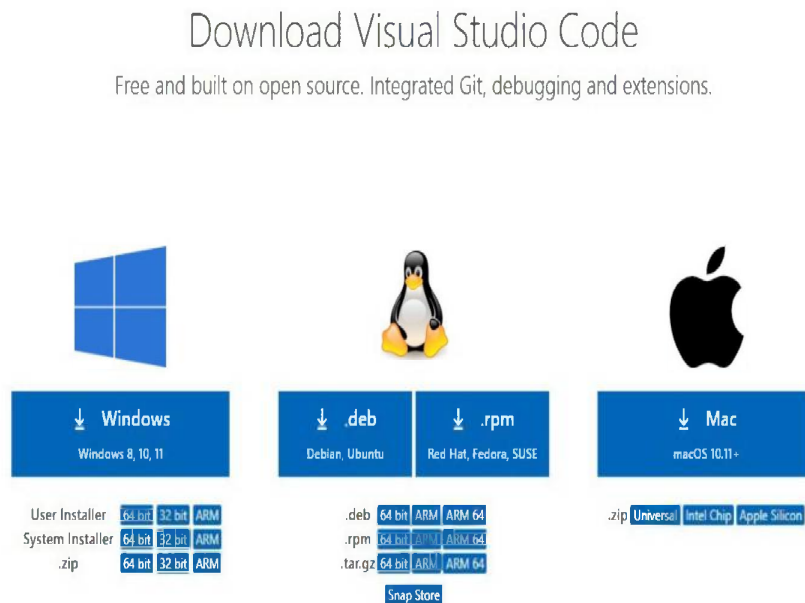 Download Visual Studio Code
Free and built on open source. Integrated Git, debugging and extensions.
Windows
Windows 8, 10, 11
.deb
Debian, Ubuntu
.rpm
Red Hat, Fedora, SUSE
Mac
macOS 10.11+
User Installer 64 bit 32 bit ARM
System Installer 64 bit 32 bit ARM
.zip 64 bit 32 bit ARM
.deb 64 bit ARM ARM 64
.rpm 64 bit ARM ARM 64
.tar.gz 64 bit ARM ARM 64
Snap Store
.zip Universal Intel Chip Apple Silicon